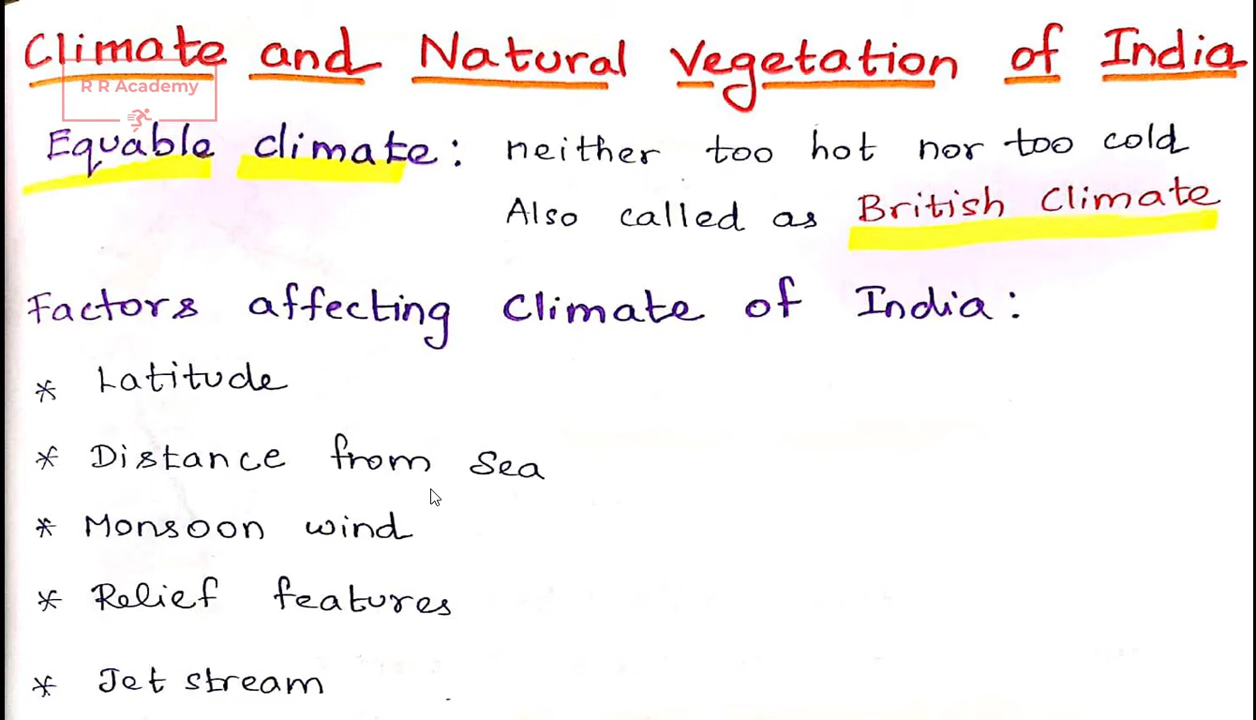 Climate and Natural Vegetation of India
R R Academy
Equable climate: neither too hot nor too cold
Also called as British Climate
Factors affecting Climate of India:
* Latitude
* Distance from Sea
* Monsoon wind
* Relief features
* Jet stream